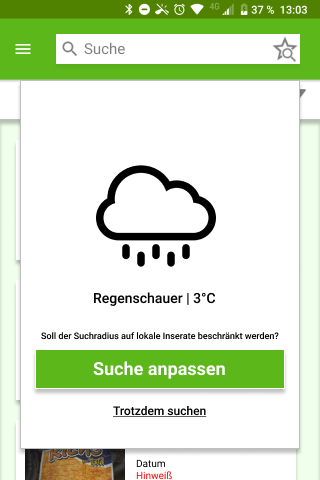 4G 37 % 13:03
Suche
Regenschauer | 3°C
Soll der Suchradius auf lokale Inserate beschränkt werden?
Suche anpassen
Trotzdem suchen
Datum
Hinweiß